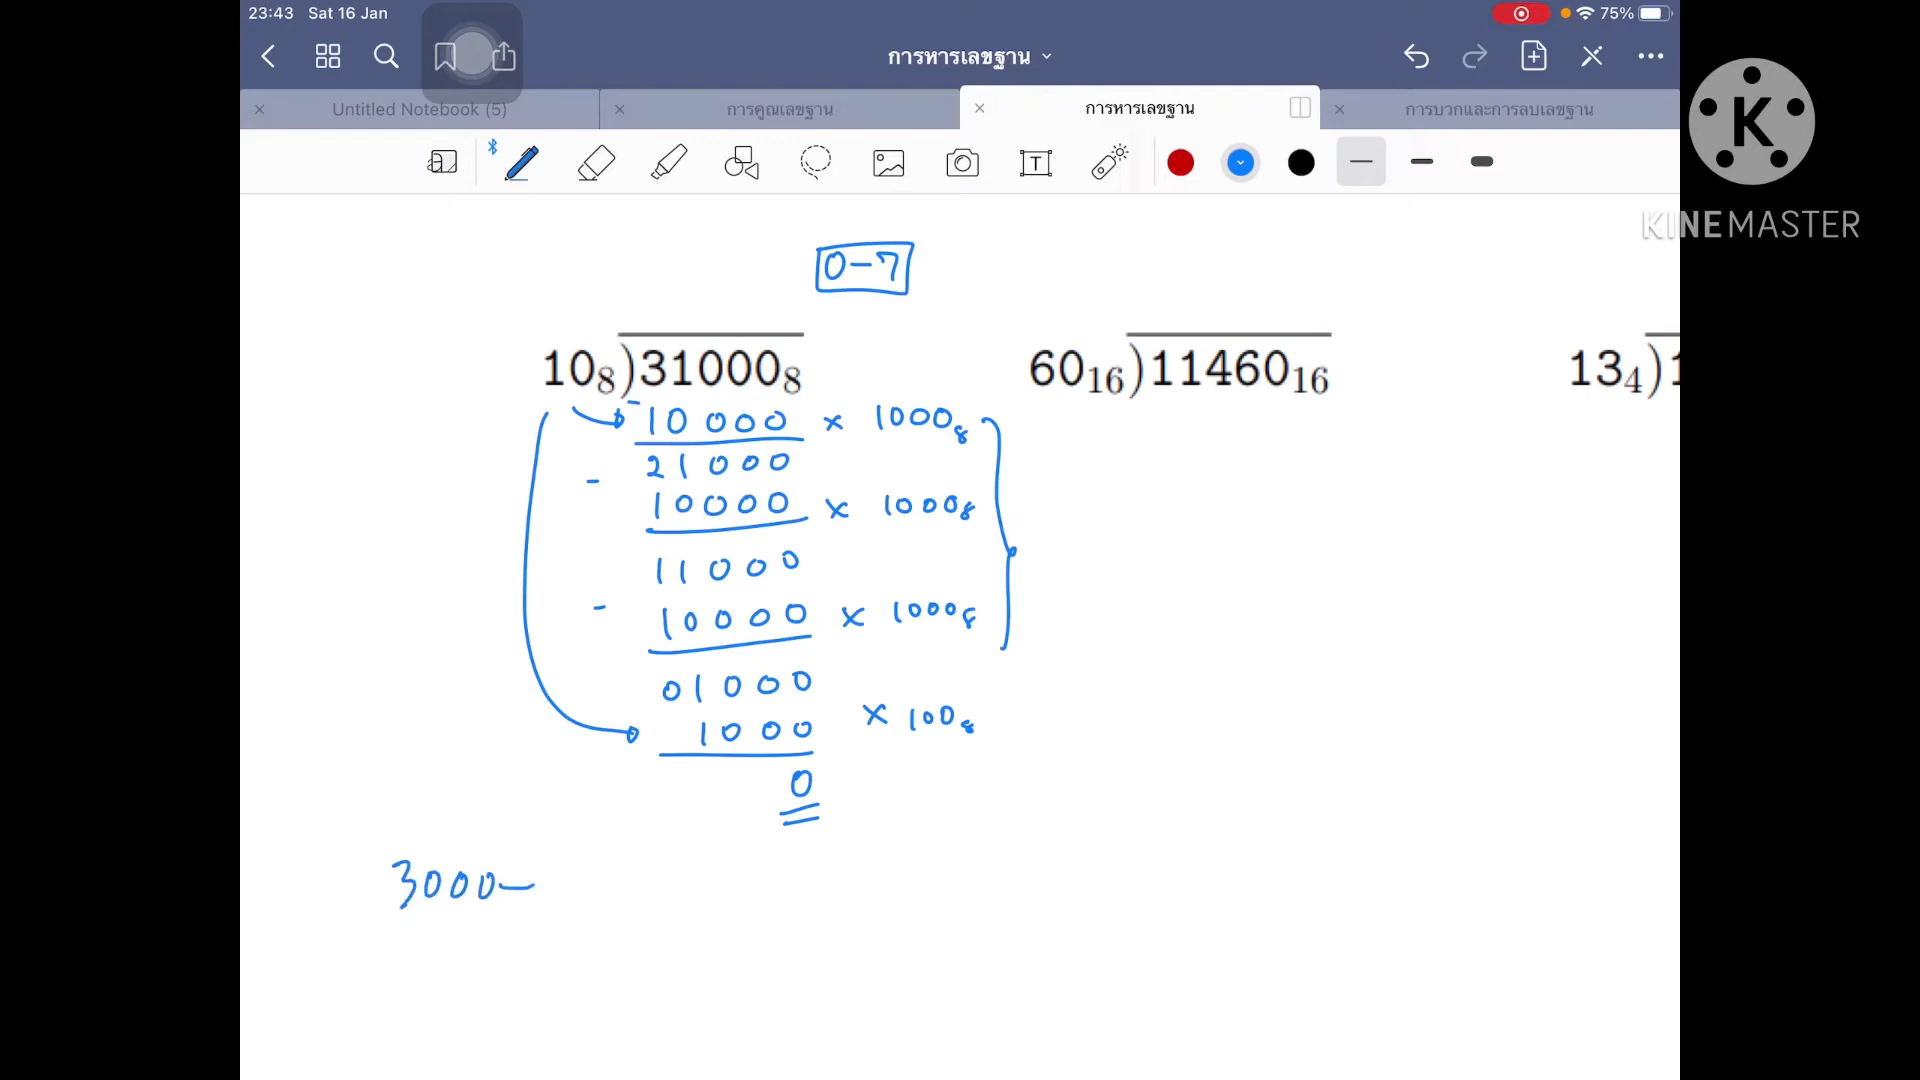 23:43 Sat 16 Jan
75%
การหารเลขฐาน
Untitled Notebook (5)
การคูณเลขฐาน
การหารเลขฐาน
การบวกและการลบเลขฐาน
K
KINEMASTER
0-7
10₈)31000₈
60₁₆)11460₁₆
13₄)1
- 10000 × 1000₈
21000
- 10000 × 1000₈
11000
- 10000 × 1000₈
01000
1000 × 100₈
0
3000-